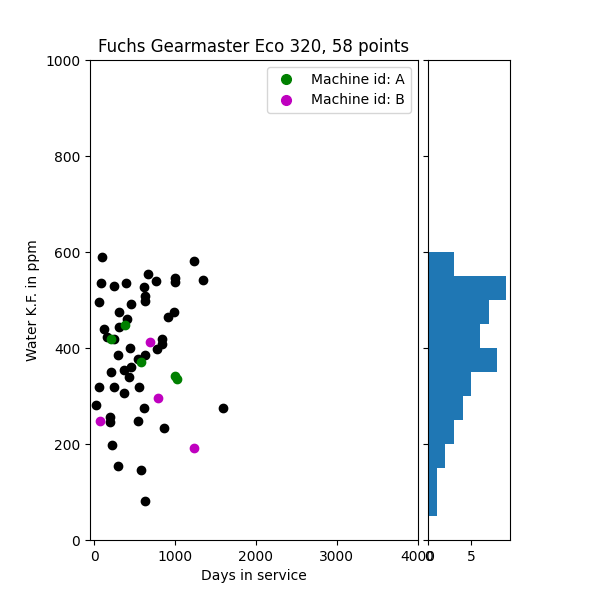 Fuchs Gearmaster Eco 320, 58 points
Machine id: A
Machine id: B
1000
800
600
400
200
0
Water K.F. in ppm
0 1000 2000 3000 4000
0 5
Days in service